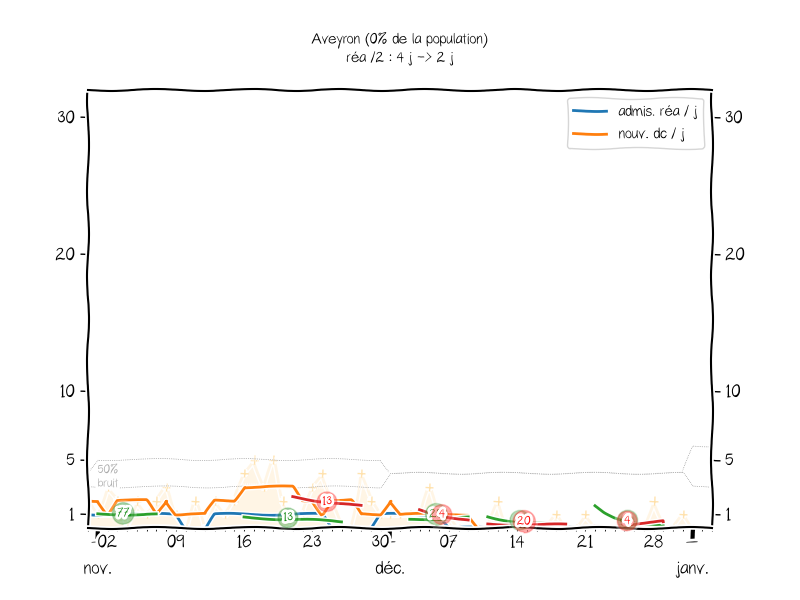 Aveyron (0% de la population)
réa /2 : 4 j -> 2 j
admis. réa / j
nouv. dc / j
30 30
20 20
10 10
5 5
50%
bruit
1 1
77 13 13 4 20 4
02 09 16 23 30 07 14 21 28
nov. déc. janv.